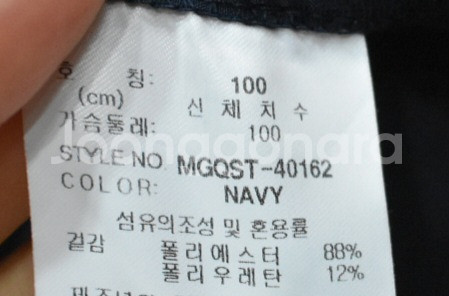 호 칭: 100
(cm) 신 체 치 수
가슴둘레: 100
STYLE NO. MGQST-40162
COLOR: NAVY
섬유의조성 및 혼용률
겉감 폴리에스터 88%
폴리우레탄 12%
Joonggonara